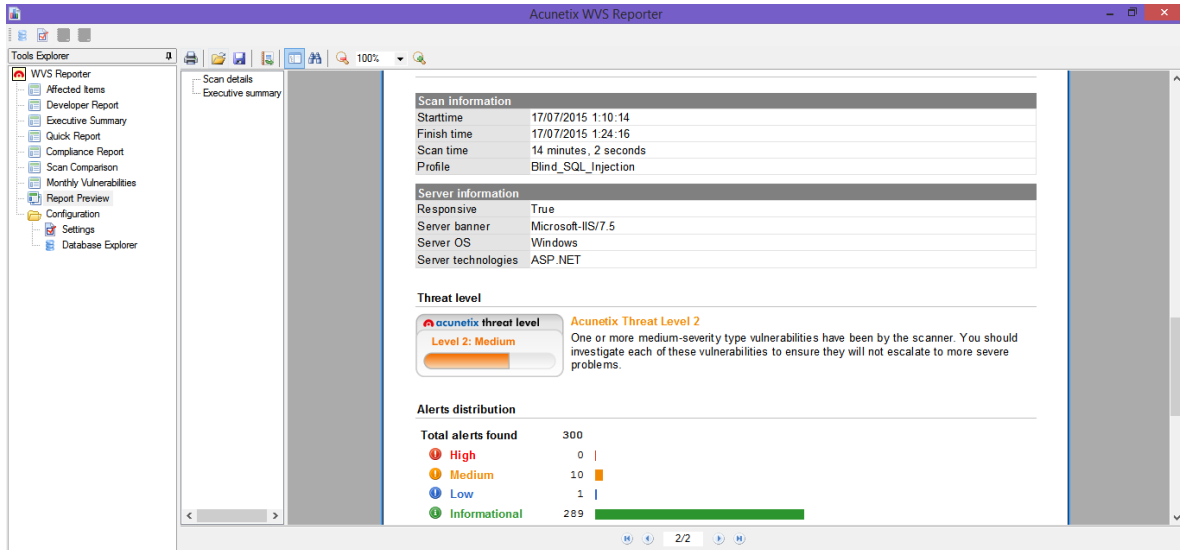 Acunetix WVS Reporter
Tools Explorer
100%
WVS Reporter
Affected Items
Developer Report
Executive Summary
Quick Report
Compliance Report
Scan Comparison
Monthly Vulnerabilities
Report Preview
Configuration
Settings
Database Explorer
Scan details
Executive summary
Scan information
Starttime 17/07/2015 1:10:14
Finish time 17/07/2015 1:24:16
Scan time 14 minutes, 2 seconds
Profile Blind_SQL_Injection
Server information
Responsive True
Server banner Microsoft-IIS/7.5
Server OS Windows
Server technologies ASP.NET
Threat level
acunetix threat level
Level 2: Medium
Acunetix Threat Level 2
One or more medium-severity type vulnerabilities have been by the scanner. You should
investigate each of these vulnerabilities to ensure they will not escalate to more severe
problems.
Alerts distribution
Total alerts found 300
High 0
Medium 10
Low 1
Informational 289
2/2